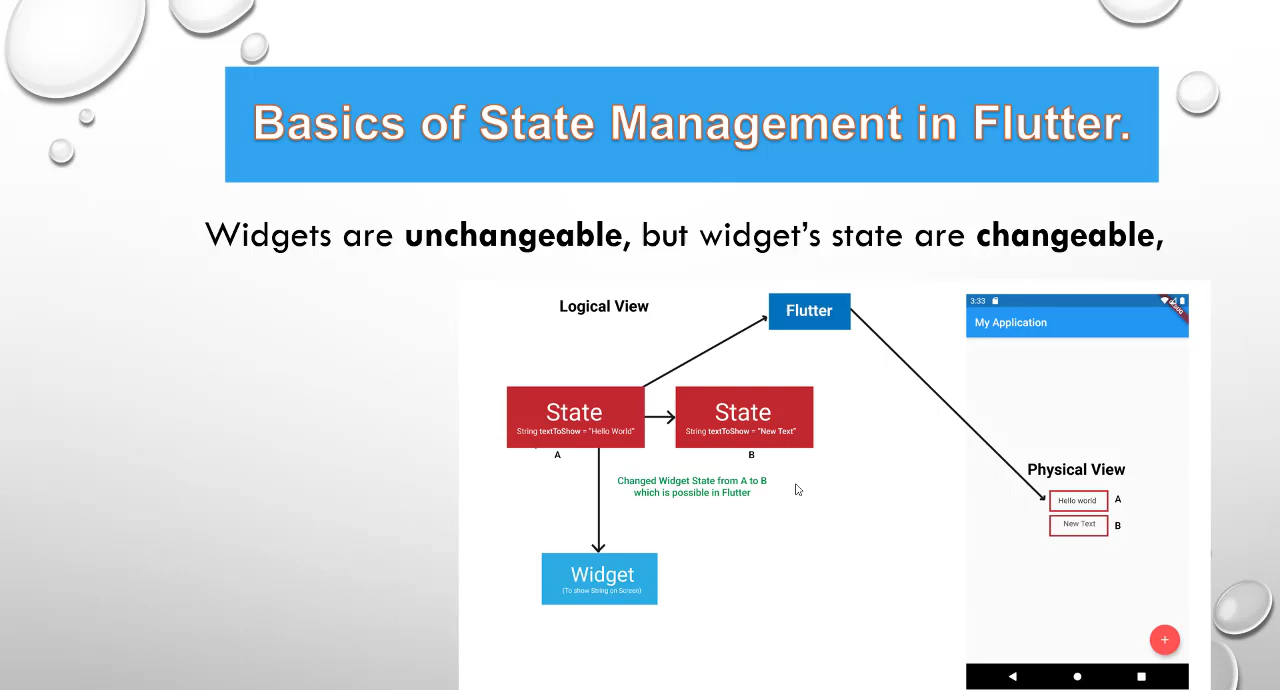 Basics of State Management in Flutter.
Widgets are unchangeable, but widget's state are changeable,
Logical View
Flutter
3:33
DEBUG
My Application
State
String textToShow = "Hello World"
State
String textToShow = "New Text"
A
B
Changed Widget State from A to B
which is possible in Flutter
Physical View
Hello world
A
New Text
B
Widget
(To show String on Screen)
+